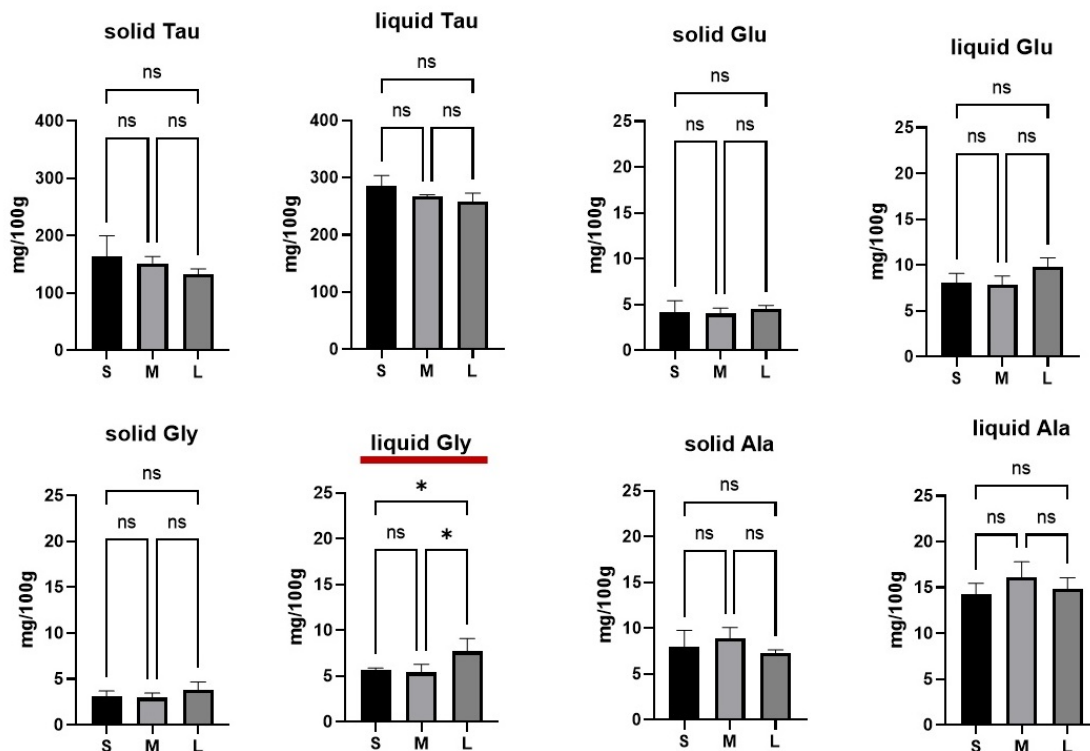 solid Tau
ns
ns
ns
400
300
200
100
0
mg/100g
S
M
L
liquid Tau
ns
ns
ns
400
300
200
100
0
mg/100g
S
M
L
solid Glu
ns
ns
ns
25
20
15
10
5
0
mg/100g
S
M
L
liquid Glu
ns
ns
ns
25
20
15
10
5
0
mg/100g
S
M
L
solid Gly
ns
ns
ns
25
20
15
10
5
0
mg/100g
S
M
L
liquid Gly
*
ns
*
25
20
15
10
5
0
mg/100g
S
M
L
solid Ala
ns
ns
ns
25
20
15
10
5
0
mg/100g
S
M
L
liquid Ala
ns
ns
ns
25
20
15
10
5
0
mg/100g
S
M
L